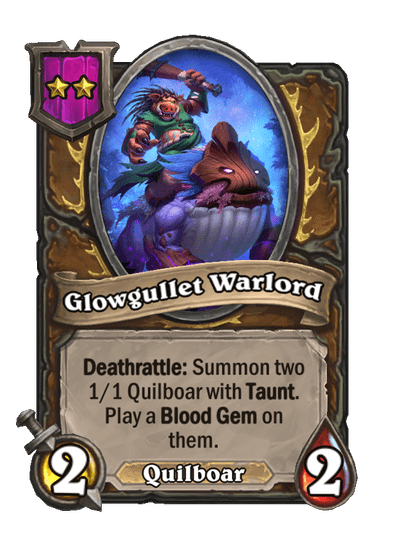 Glowgullet Warlord
Deathrattle: Summon two
1/1 Quilboar with Taunt.
Play a Blood Gem on
them.
2
Quilboar
2